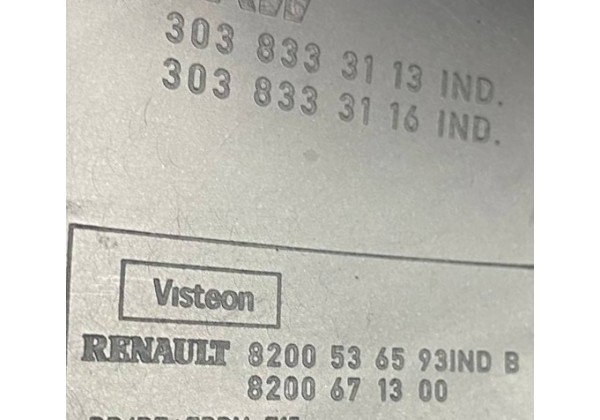 303 833 31 13 IND.
303 833 31 16 IND.
Visteon
RENAULT 8200 53 65 93IND B
8200 67 13 00